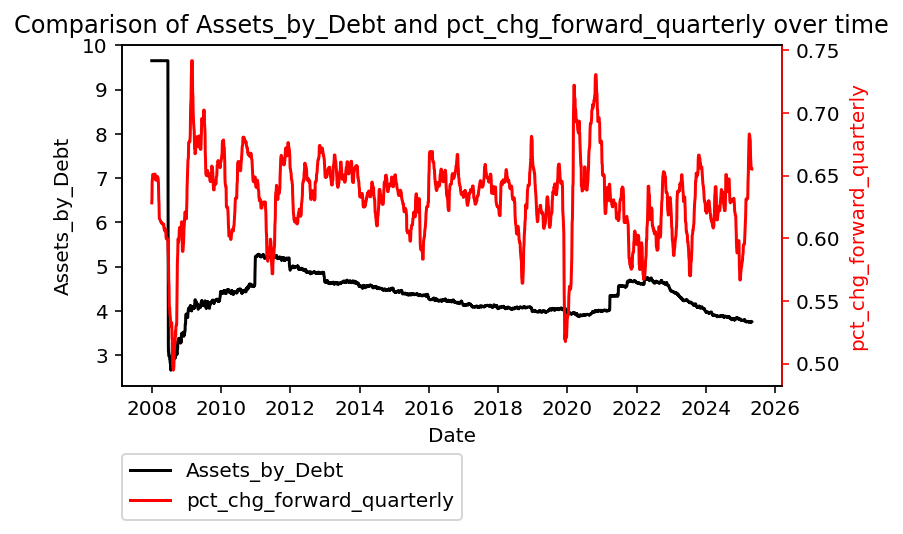 Comparison of Assets_by_Debt and pct_chg_forward_quarterly over time
10
9
8
7
6
5
4
3
Assets_by_Debt
0.75
0.70
0.65
0.60
0.55
0.50
pct_chg_forward_quarterly
2008 2010 2012 2014 2016 2018 2020 2022 2024 2026
Date
Assets_by_Debt
pct_chg_forward_quarterly